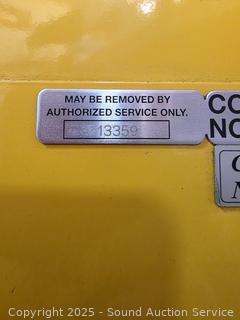 MAY BE REMOVED BY
AUTHORIZED SERVICE ONLY.
13359
CO
NO
Copyright © 2025 - Sound Auction Service